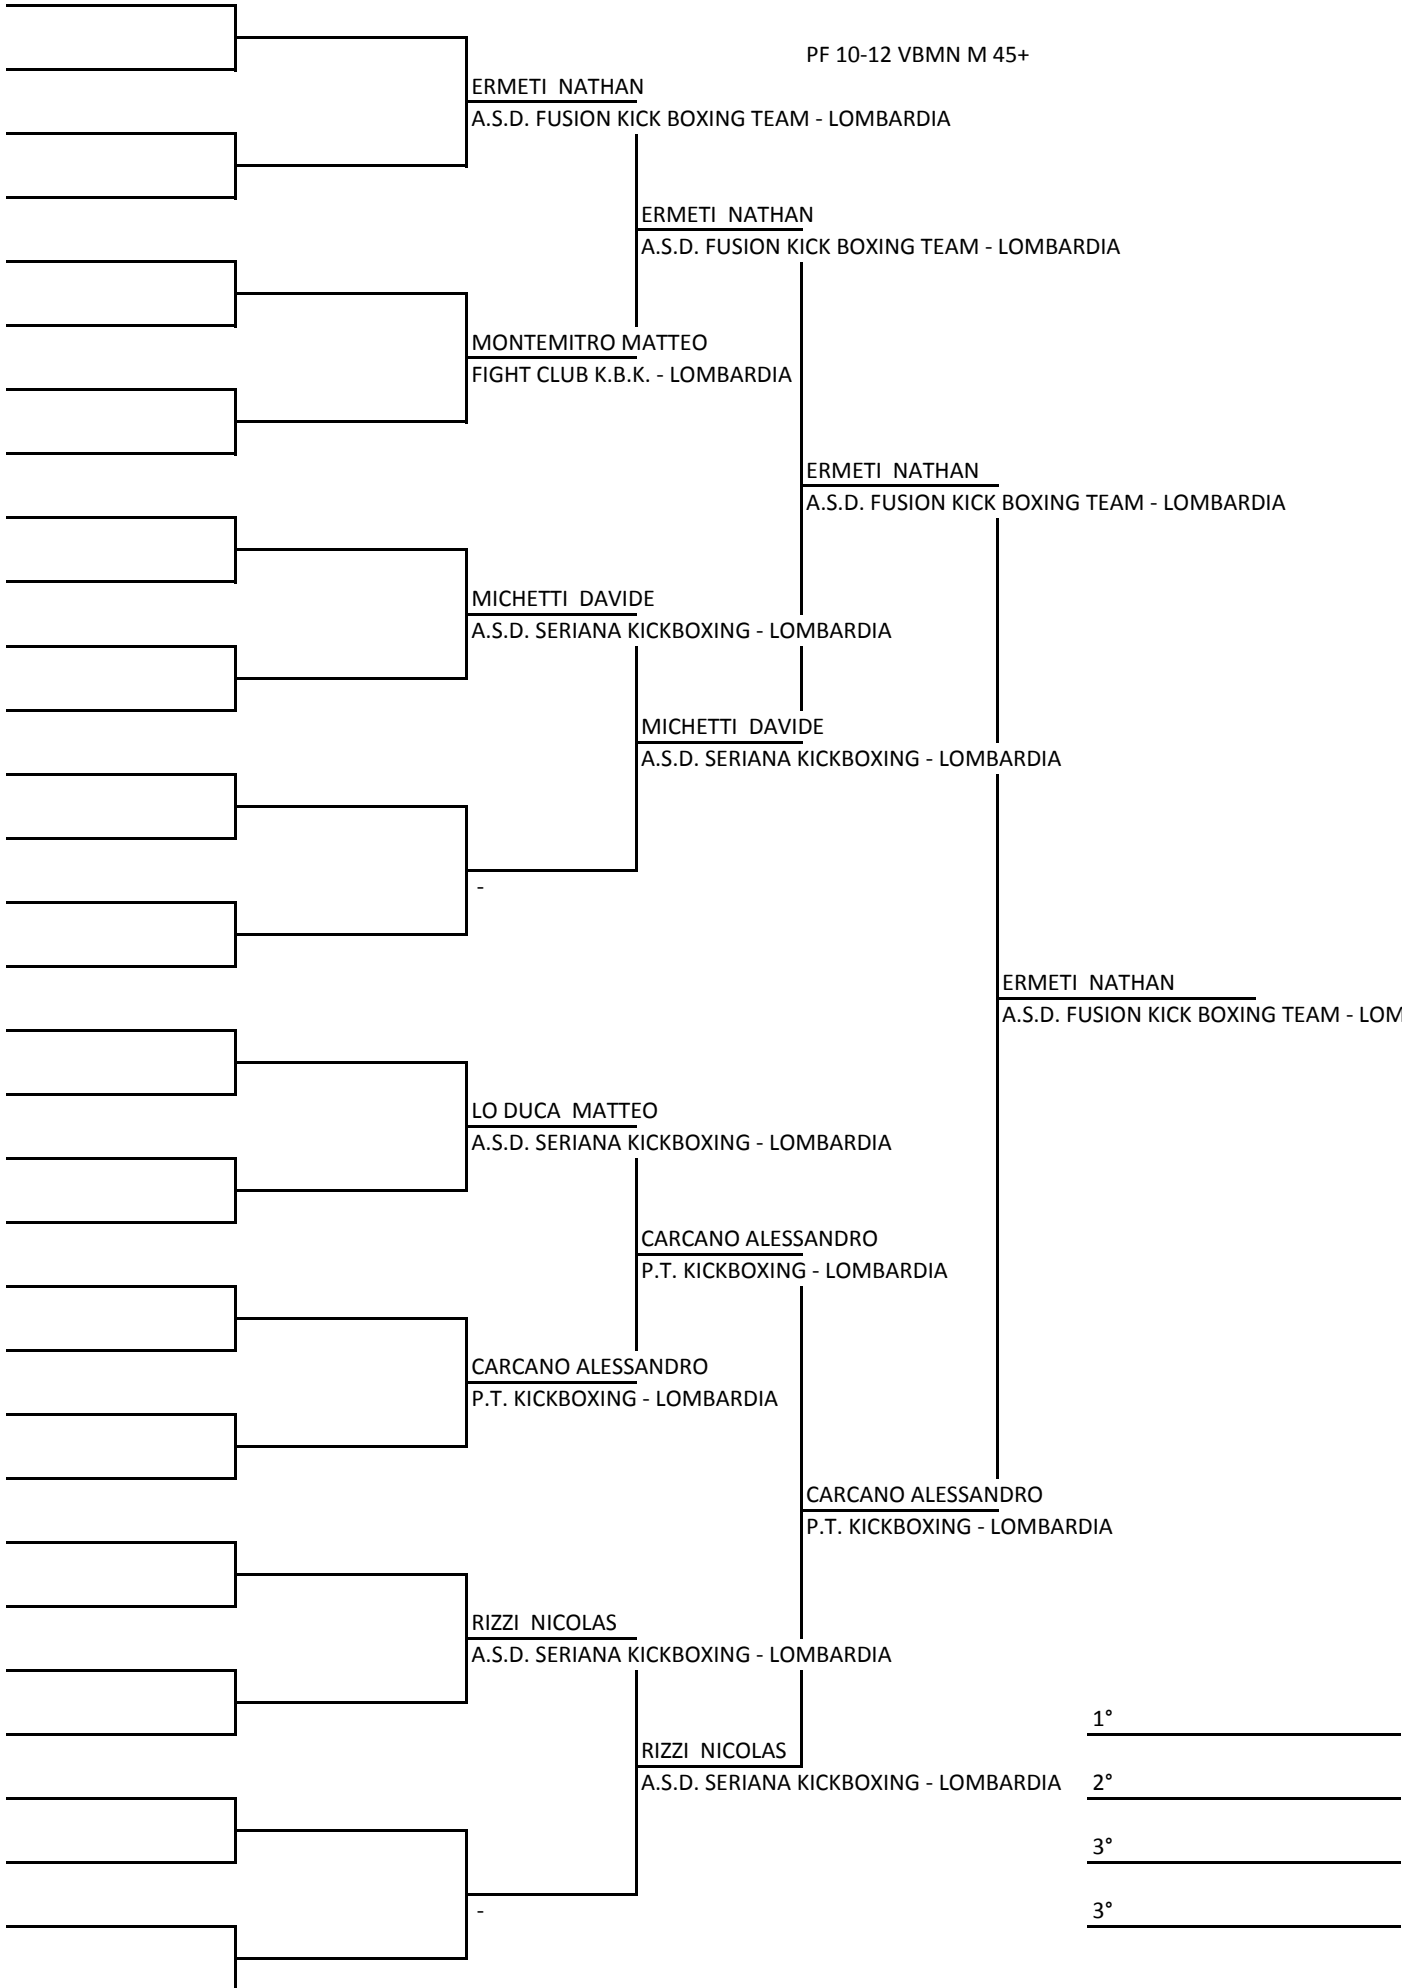 PF 10-12 VBMN M 45+
ERMETI  NATHAN
A.S.D. FUSION KICK BOXING TEAM - LOMBARDIA
ERMETI  NATHAN
A.S.D. FUSION KICK BOXING TEAM - LOMBARDIA
MONTEMITRO MATTEO
FIGHT CLUB K.B.K. - LOMBARDIA
ERMETI  NATHAN
A.S.D. FUSION KICK BOXING TEAM - LOMBARDIA
MICHETTI  DAVIDE
A.S.D. SERIANA KICKBOXING - LOMBARDIA
MICHETTI  DAVIDE
A.S.D. SERIANA KICKBOXING - LOMBARDIA
-
ERMETI  NATHAN
A.S.D. FUSION KICK BOXING TEAM - LOM
LO DUCA  MATTEO
A.S.D. SERIANA KICKBOXING - LOMBARDIA
CARCANO ALESSANDRO
P.T. KICKBOXING - LOMBARDIA
CARCANO ALESSANDRO
P.T. KICKBOXING - LOMBARDIA
CARCANO ALESSANDRO
P.T. KICKBOXING - LOMBARDIA
RIZZI  NICOLAS
A.S.D. SERIANA KICKBOXING - LOMBARDIA
1°
RIZZI  NICOLAS
A.S.D. SERIANA KICKBOXING - LOMBARDIA
2°
3°
-
3°